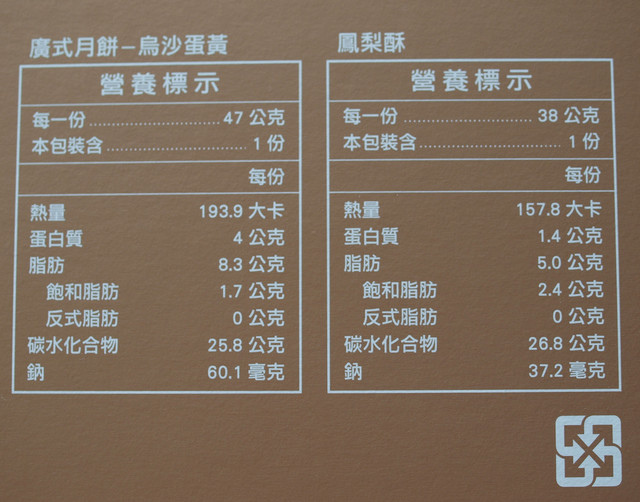 廣式月餅–烏沙蛋黃
營養標示
每一份......................47 公克
本包裝含........................1 份
每份
熱量 193.9 大卡
蛋白質 4 公克
脂肪 8.3 公克
飽和脂肪 1.7 公克
反式脂肪 0 公克
碳水化合物 25.8 公克
鈉 60.1 毫克
鳳梨酥
營養標示
每一份......................38 公克
本包裝含........................1 份
每份
熱量 157.8 大卡
蛋白質 1.4 公克
脂肪 5.0 公克
飽和脂肪 2.4 公克
反式脂肪 0 公克
碳水化合物 26.8 公克
鈉 37.2 毫克